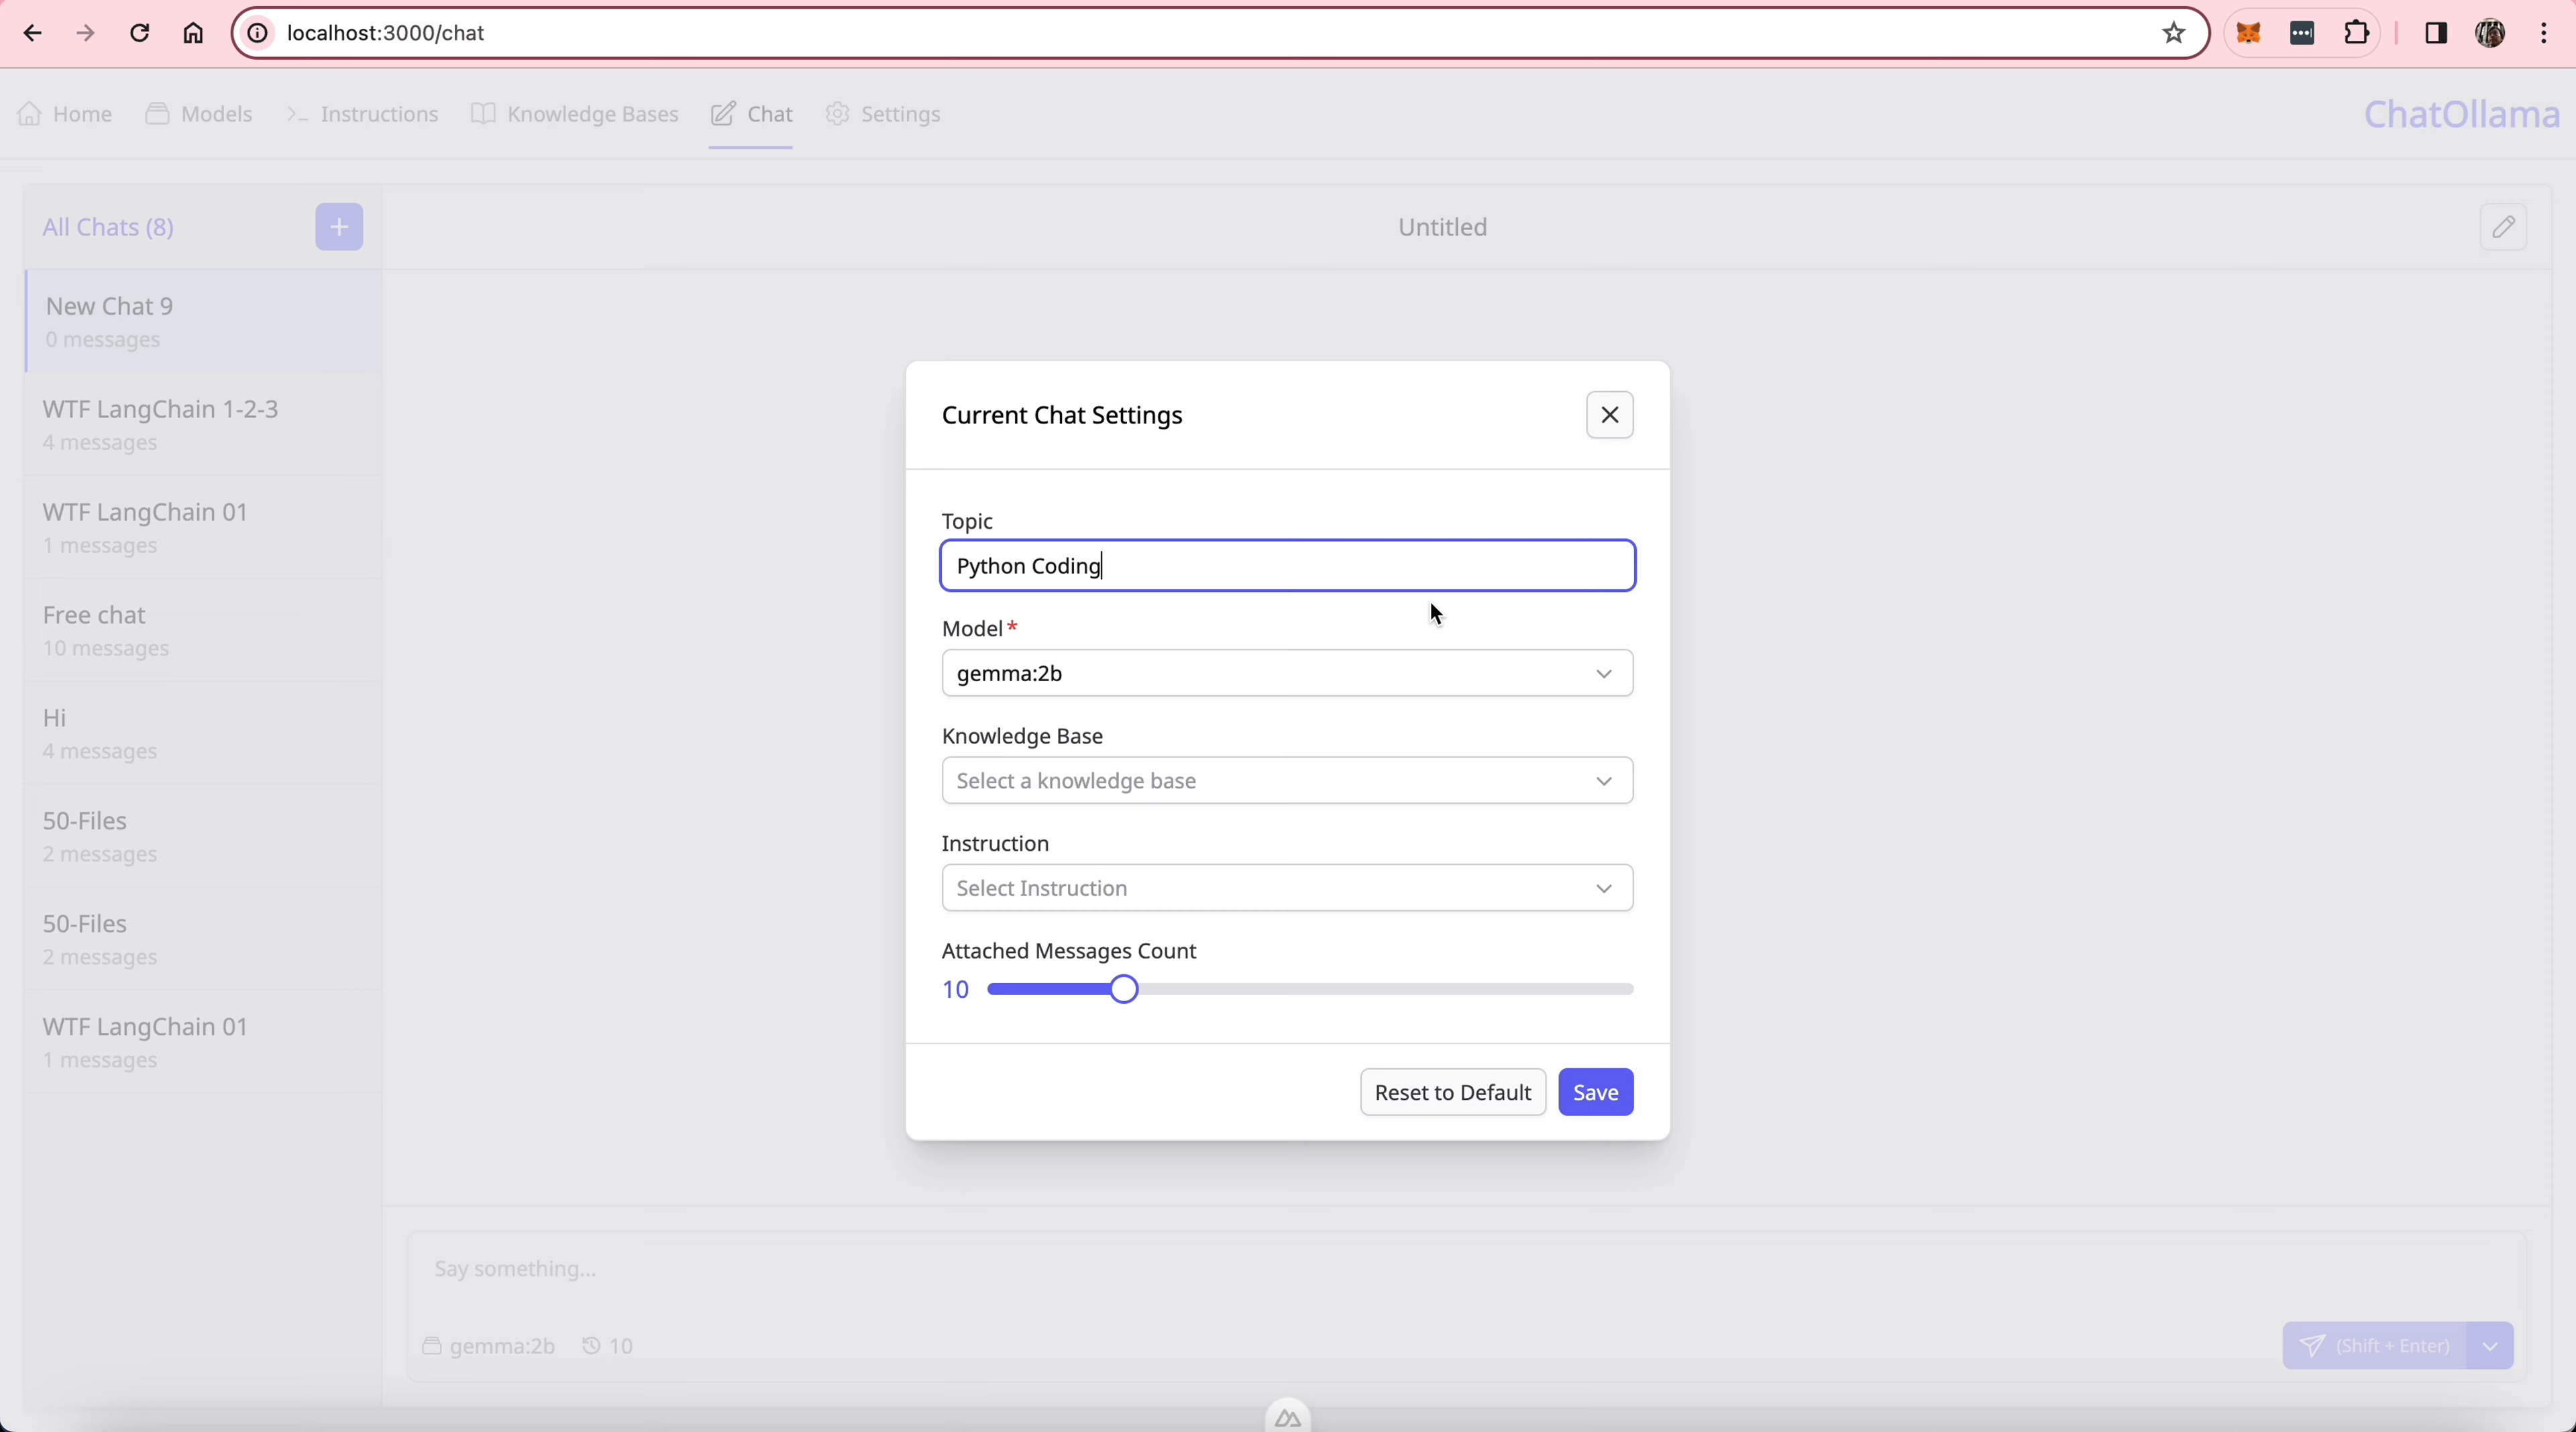 localhost:3000/chat
Home Models Instructions Knowledge Bases Chat Settings ChatOllama
All Chats (8) Untitled
New Chat 9
0 messages
WTF LangChain 1-2-3
4 messages
WTF LangChain 01
1 messages
Free chat
10 messages
Hi
4 messages
50-Files
2 messages
50-Files
2 messages
WTF LangChain 01
1 messages
Current Chat Settings
Topic
Python Coding
Model *
gemma:2b
Knowledge Base
Select a knowledge base
Instruction
Select Instruction
Attached Messages Count
10
Reset to Default Save
Say something...
gemma:2b 10 (Shift + Enter)